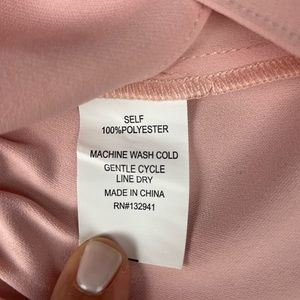 SELF
100%POLYESTER
MACHINE WASH COLD
GENTLE CYCLE
LINE DRY
MADE IN CHINA
RN#132941